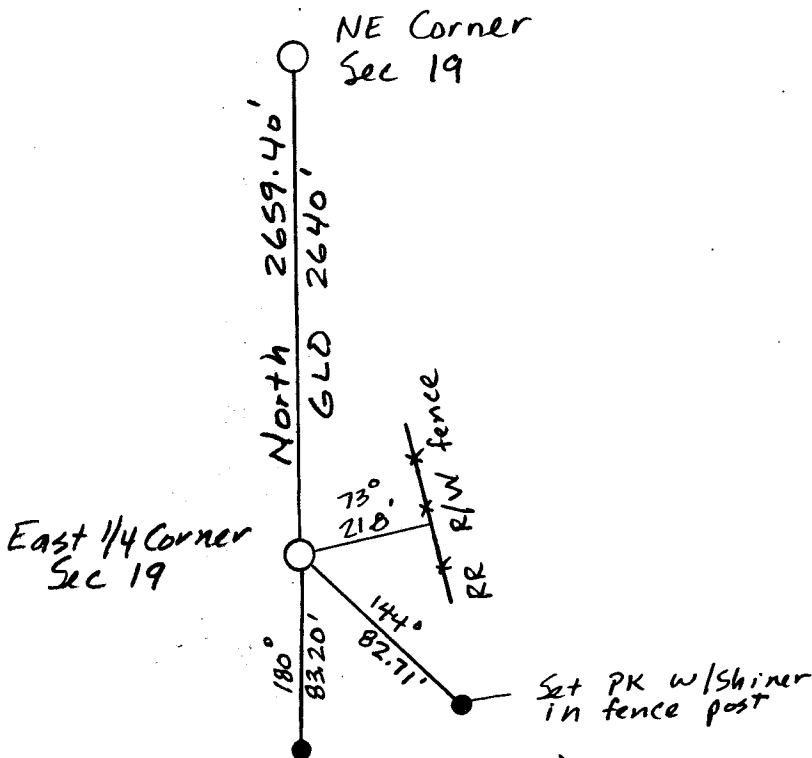 NE Corner
Sec 19
North 2659.40'
GLO 2640'
R/W fence
73°
218'
RR
East 1/4 Corner
Sec 19
144°
82.71'
180°
83.20'
Set PK w/Shiner
in fence post